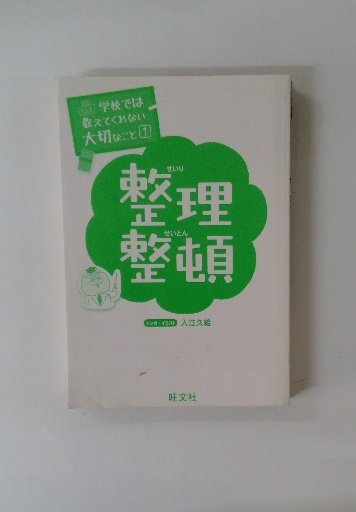 学校では
教えてくれない
大切なこと 1
せいり
整理
せいとん
整頓
マンガ・イラスト 入江久絵
旺文社